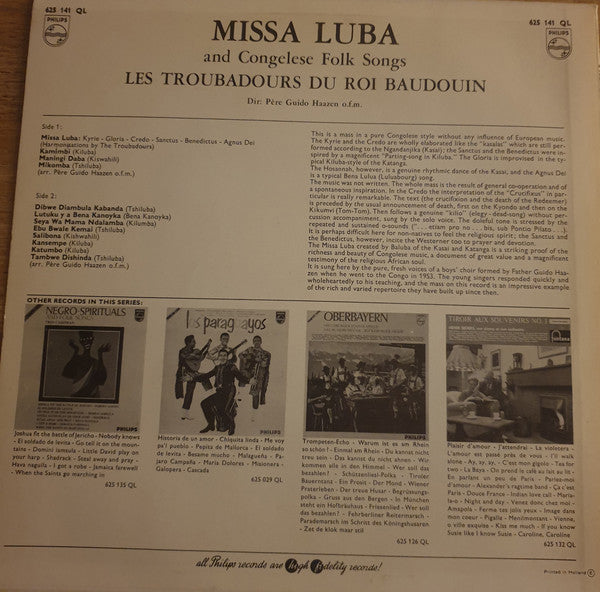 625 141 QL
625 141 QL
PHILIPS
PHILIPS
MISSA LUBA
and Congelese Folk Songs
LES TROUBADOURS DU ROI BAUDOUIN
Dir: Père Guido Haazen o.f.m.
Side 1:
Missa Luba: Kyrie - Gloria - Credo - Sanctus - Benedictus - Agnus Dei
(Harmonizations by The Troubadours)
Kamimbi (Kiluba)
Maningi Daba (Kiswahili)
Mikomba (Tshiluba)
(arr. Père Guido Haazen o.f.m.)
Side 2:
Dibwe Diambula Kabanda (Tshiluba)
Lutuku y a Bena Kanoyka (Bena Kanoyka)
Seya Wa Mama Ndalamba (Kilumba)
Ebu Bwale Kemai (Tshiluba)
Salibona (Kishwahili)
Kansempe (Kiluba)
Katumbo (Kiluba)
Tambwe Dishinda (Tshiluba)
(arr. Père Guido Haazen o.f.m.)
This is a mass in a pure Congolese style without any influence of European music.
The Kyrie and the Credo are wholly elaborated like the "kasalas" which are still per-
formed according to the Ngandanjika (Kasai); the Sanctus and the Benedictus were in-
spired by a magnificent "Parting-song in Kiluba." The Gloria is improvised in the ty-
pical Kiluba-style of the Katanga.
The Hosannah, however, is a genuine rhythmic dance of the Kasai, and the Agnus Dei
is a typical Bena Lulua (Luluabourg) song.
The music was not written. The whole mass is the result of general co-operation and of
a spontaneous inspiration. In the Credo the interpretation of the "Crucifixus" in par-
ticular is really remarkable. The text (the crucifixion and the death of the Redeemer)
is preceded by the usual announcement of death, first on the Kyondo and then on the
Kikumvi (Tom-Tom). Then follows a genuine "kilio" (elegy - dead-song) without per-
cussion accompaniment, sung by the solo voice. The doleful tone is stressed by the
repeated and sustained o-sounds (". . . etiam pro no . . . bis, sub Pontio Pilato. . .).
It is perhaps difficult here for non-natives to feel the religious spirit; the Sanctus and
the Benedictus, however, incite the Westerner too to prayer and devotion.
The Missa Luba created by Baluba of the Kasai and Katanga is a striking proof of the
richness and beauty of Congolese music, a document of great value and a magnificent
testimony of the religious African soul.
It is sung here by the pure, fresh voices of a boys' choir formed by Father Guido Haa-
zen when he went to the Congo in 1953. The young singers responded quickly and
wholeheartedly to his teaching, and the mass on this record is an impressive example
of the rich and varied repertory they have built up since then.
OTHER RECORDS IN THIS SERIES:
NEGRO SPIRITUALS
AND FOLK SONGS
PHILIPS
Joshua fit the battle of Jericho - Nobody knows
- El soldado de levita - Go tell it on the moun-
tains - Domini iamsula - Little David play on
your harp - Shadrack - Steal away and pray -
Hava nagula - I got a robe - Jamaica farewell
- When the Saints go marching in
625 135 QL
los paraguayos
PHILIPS
Historia de un amor - Chiquita linda - Me voy
pa'l pueblo - Pepita de Mallorca - El soldado
de levita - Besame mucho - Malagueña - Pa-
jaro Campaña - Maria Dolores - Misionera -
Galopera - Cascada
625 029 QL
OBERBAYERN
PHILIPS
Trompeten-Echo - Warum ist es am Rhein
so schön? - Einmal am Rhein - Du kannst nicht
treu sein - Das kannst du nicht ahnen - Wir
kommen alle in den Himmel - Wer soll das
bezahlen? - Schützenliesl-Polka - Tiroler
Bauerntanz - Ein Prosit - Der Mond - Wiener
Pasterleben - Der treue Husar - Begrüssungs-
polka - Gruss aus den Bergen - In München
steht ein Hofbräuhaus - Friesenlied - Wer soll
das bezahlen? - Fehrberliner Reitermarsch -
Parademarsch im Schritt des Köningshusaren
- Zet de klok maar stil
625 126 QL
TIROIR AUX SOUVENIRS NO. 1
fontana
Plaisir d'amour - J'attendrai - La violetera -
L'amour est passé près de vous - I'll walk
alone - Ay, ay, ay - C'est mon gigolo - Tea for
two - La Boya - On prend le café au lait au lit -
En parlant un peu de Paris - Parlez-moi
d'amour - Alexander's ragtime band - Ça c'est
Paris - Douce France - Indian love call - Maria-
la-o - Night and dey - Venez donc chez moi -
Amapola - Ferme tes jolis yeux - Image dans
mon coeur - Pigalle - Menilmontant - Vienne,
o ville exquise - Kiss me much - If you know
Susie like I know Susie - Caroline, Caroline
625 132 QL
all Philips records are high fidelity records!
Printed in Holland